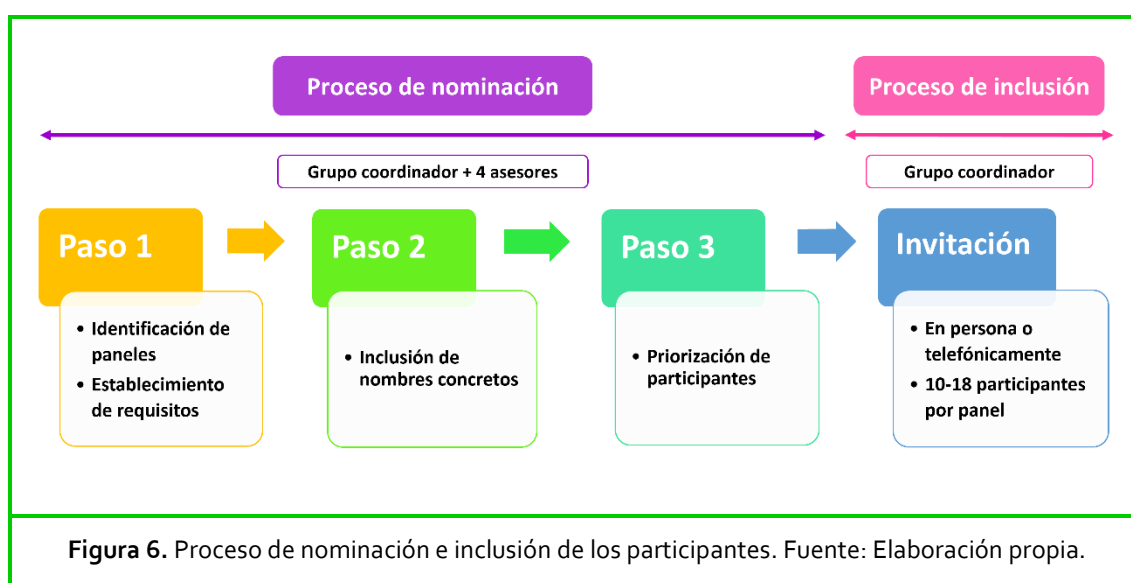 Proceso de nominación
Proceso de inclusión
Grupo coordinador + 4 asesores
Grupo coordinador
Paso 1
• Identificación de
paneles
• Establecimiento
de requisitos
Paso 2
• Inclusión de
nombres concretos
Paso 3
• Priorización de
participantes
Invitación
• En persona o
telefónicamente
• 10-18 participantes
por panel
Figura 6. Proceso de nominación e inclusión de los participantes. Fuente: Elaboración propia.